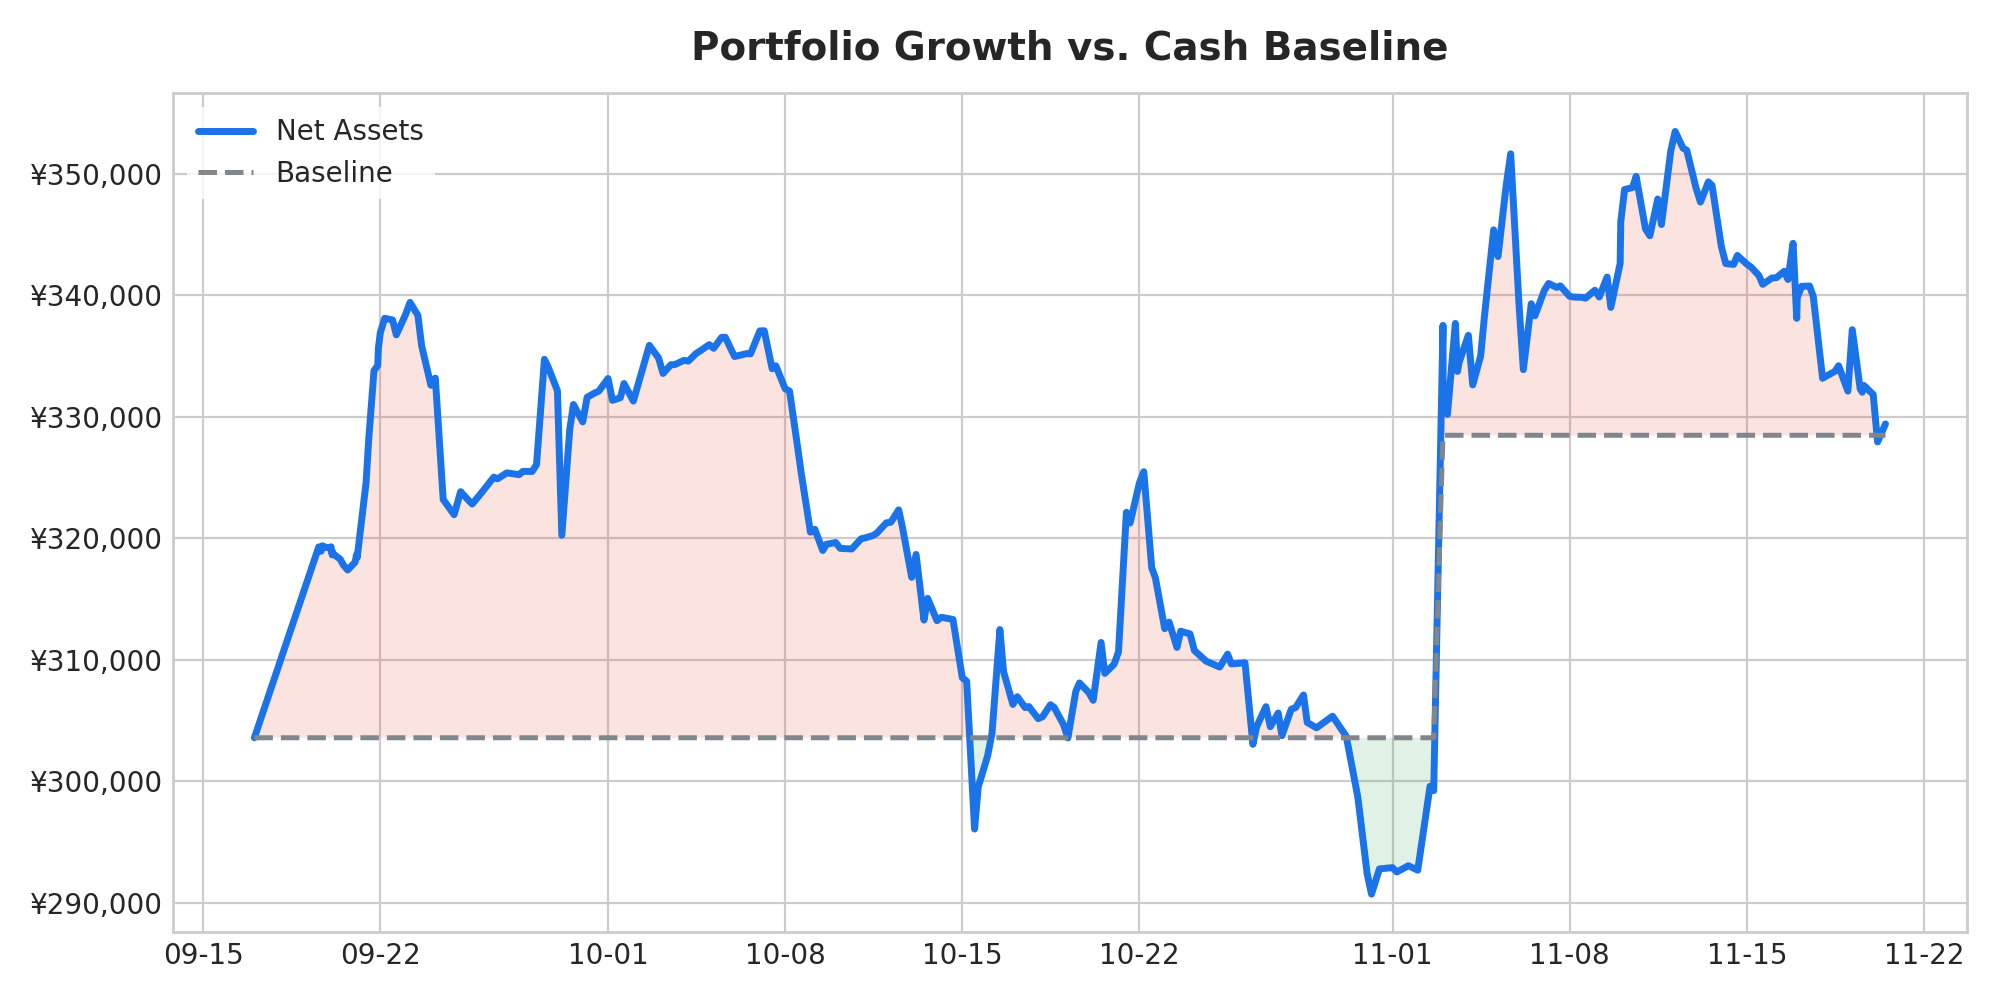 Portfolio Growth vs. Cash Baseline
Net Assets
Baseline
¥350,000
¥340,000
¥330,000
¥320,000
¥310,000
¥300,000
¥290,000
09-15 09-22 10-01 10-08 10-15 10-22 11-01 11-08 11-15 11-22